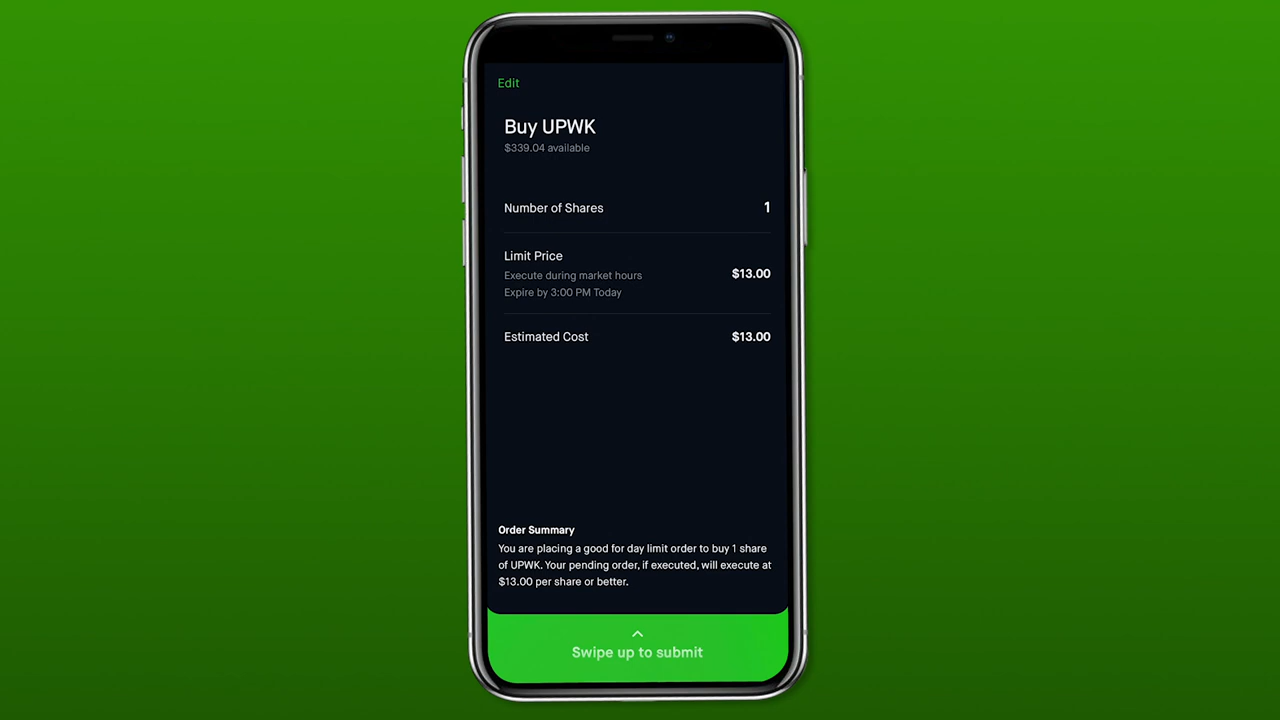 Edit
Buy UPWK
$339.04 available
Number of Shares 1
Limit Price
Execute during market hours
$13.00
Expire by 3:00 PM Today
Estimated Cost $13.00
Order Summary
You are placing a good for day limit order to buy 1 share
of UPWK. Your pending order, if executed, will execute at
$13.00 per share or better.
Swipe up to submit